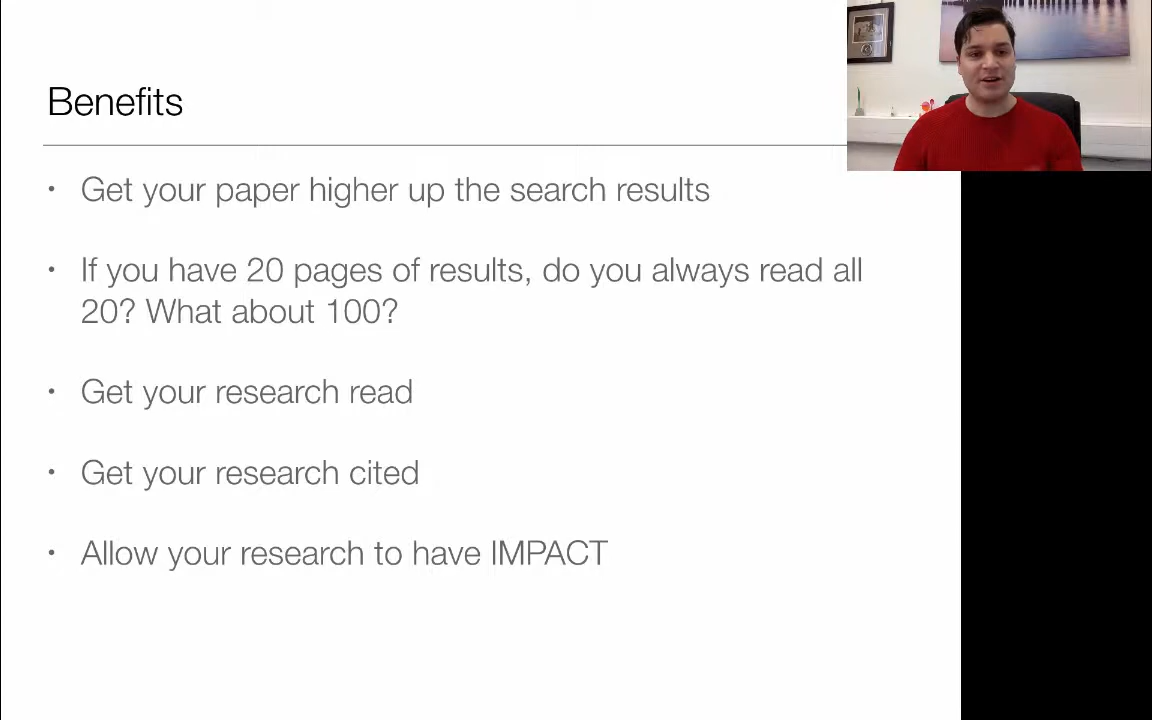 Benefits
• Get your paper higher up the search results
• If you have 20 pages of results, do you always read all
20? What about 100?
• Get your research read
• Get your research cited
• Allow your research to have IMPACT